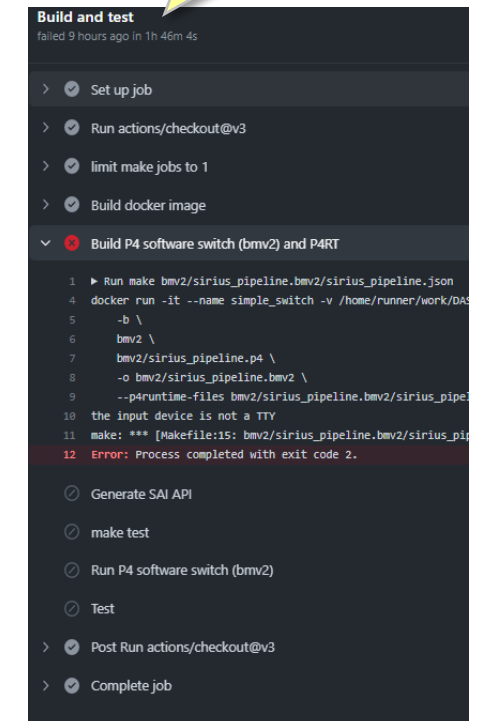 Build and test
failed 9 hours ago in 1h 46m 4s
Set up job
Run actions/checkout@v3
limit make jobs to 1
Build docker image
Build P4 software switch (bmv2) and P4RT
1 Run make bmv2/sirius_pipeline.bmv2/sirius_pipeline.json
4 docker run -it --name simple_switch -v /home/runner/work/DAS
5 -b \
6 bmv2 \
7 bmv2/sirius_pipeline.p4 \
8 -o bmv2/sirius_pipeline.bmv2 \
9 --p4runtime-files bmv2/sirius_pipeline.bmv2/sirius_pipel
10 the input device is not a TTY
11 make: *** [Makefile:15: bmv2/sirius_pipeline.bmv2/sirius_pip
12 Error: Process completed with exit code 2.
Generate SAI API
make test
Run P4 software switch (bmv2)
Test
Post Run actions/checkout@v3
Complete job